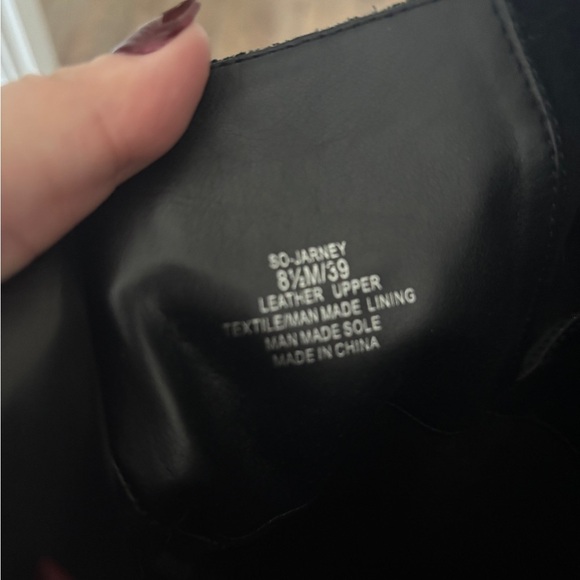 SO-JARNEY
8½M/39
LEATHER UPPER
TEXTILE/MAN MADE LINING
MAN MADE SOLE
MADE IN CHINA